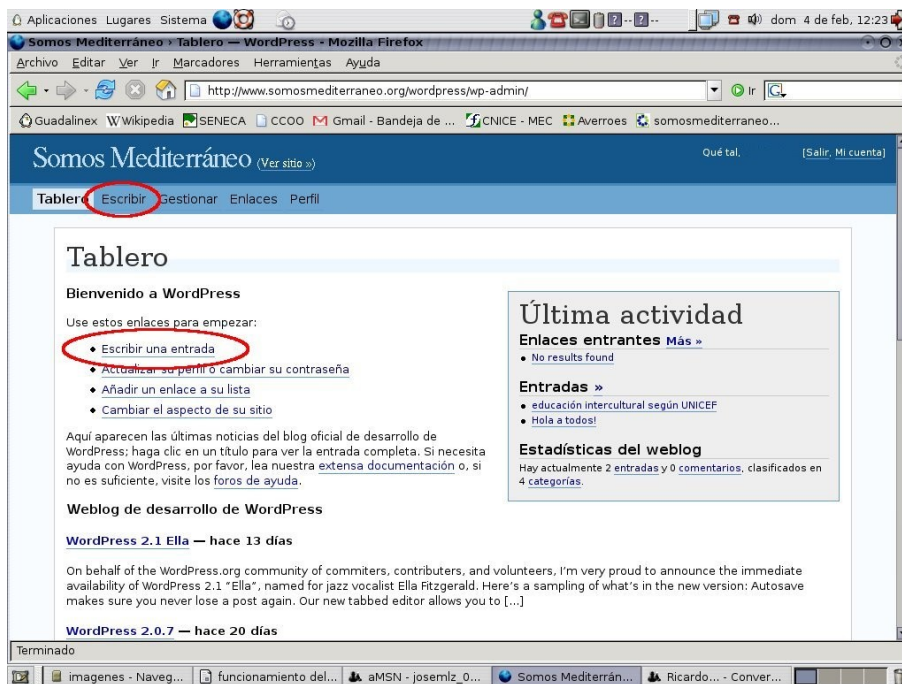 Aplicaciones Lugares Sistema
dom 4 de feb, 12:23
Somos Mediterráneo › Tablero — WordPress - Mozilla Firefox
Archivo Editar Ver Ir Marcadores Herramientas Ayuda
http://www.somosmediterraneo.org/wordpress/wp-admin/
Ir
Guadalinex Wikipedia SENECA CCOO Gmail - Bandeja de ... CNICE - MEC Averroes somosmediterraneo...
Somos Mediterráneo (Ver sitio »)
Qué tal, [Salir, Mi cuenta]
Tablero Escribir Gestionar Enlaces Perfil
Tablero
Bienvenido a WordPress
Use estos enlaces para empezar:
Escribir una entrada
Actualizar su perfil o cambiar su contraseña
Añadir un enlace a su lista
Cambiar el aspecto de su sitio
Aquí aparecen las últimas noticias del blog oficial de desarrollo de
WordPress; haga clic en un título para ver la entrada completa. Si necesita
ayuda con WordPress, por favor, lea nuestra extensa documentación o, si
no es suficiente, visite los foros de ayuda.
Última actividad
Enlaces entrantes Más »
No results found
Entradas »
educación intercultural según UNICEF
Hola a todos!
Estadísticas del weblog
Hay actualmente 2 entradas y 0 comentarios, clasificados en
4 categorías.
Weblog de desarrollo de WordPress
WordPress 2.1 Ella — hace 13 días
On behalf of the WordPress.org community of commiters, contributors, and volunteers, I'm very proud to announce the immediate
availability of WordPress 2.1 "Ella", named for jazz vocalist Ella Fitzgerald. Here's a sampling of what's in the new version: Autosave
makes sure you never lose a post again. Our new tabbed editor allows you to [...]
WordPress 2.0.7 — hace 20 días
Terminado
imagenes - Naveg... funcionamiento del... aMSN - josemlz_0... Somos Mediterrán... Ricardo... - Conver...